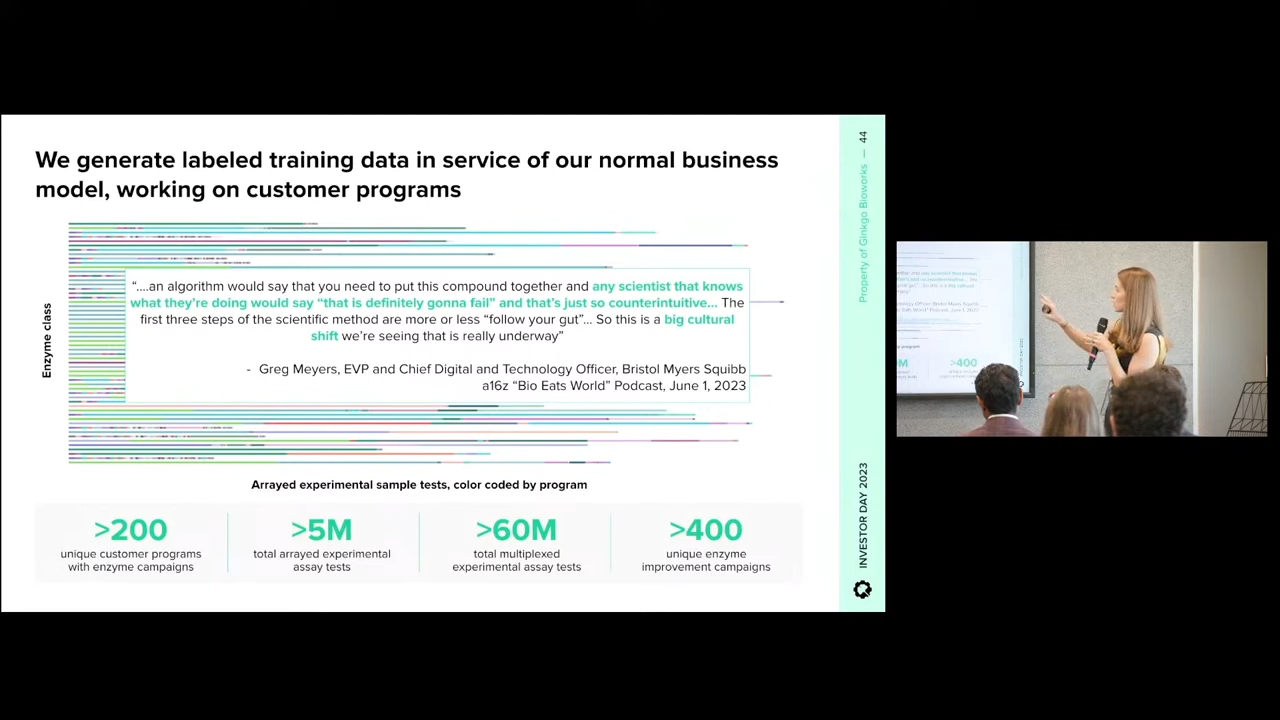 We generate labeled training data in service of our normal business
model, working on customer programs
Enzyme class
“....an algorithm would say that you need to put this compound together and any scientist that knows
what they’re doing would say “that is definitely gonna fail” and that’s just so counterintuitive... The
first three steps of the scientific method are more or less “follow your gut”... So this is a big cultural
shift we’re seeing that is really underway”
- Greg Meyers, EVP and Chief Digital and Technology Officer, Bristol Myers Squibb
a16z “Bio Eats World” Podcast, June 1, 2023
Arrayed experimental sample tests, color coded by program
>200
unique customer programs
with enzyme campaigns
>5M
total arrayed experimental
assay tests
>60M
total multiplexed
experimental assay tests
>400
unique enzyme
improvement campaigns
Property of Ginkgo Bioworks — 44
INVESTOR DAY 2023
>400